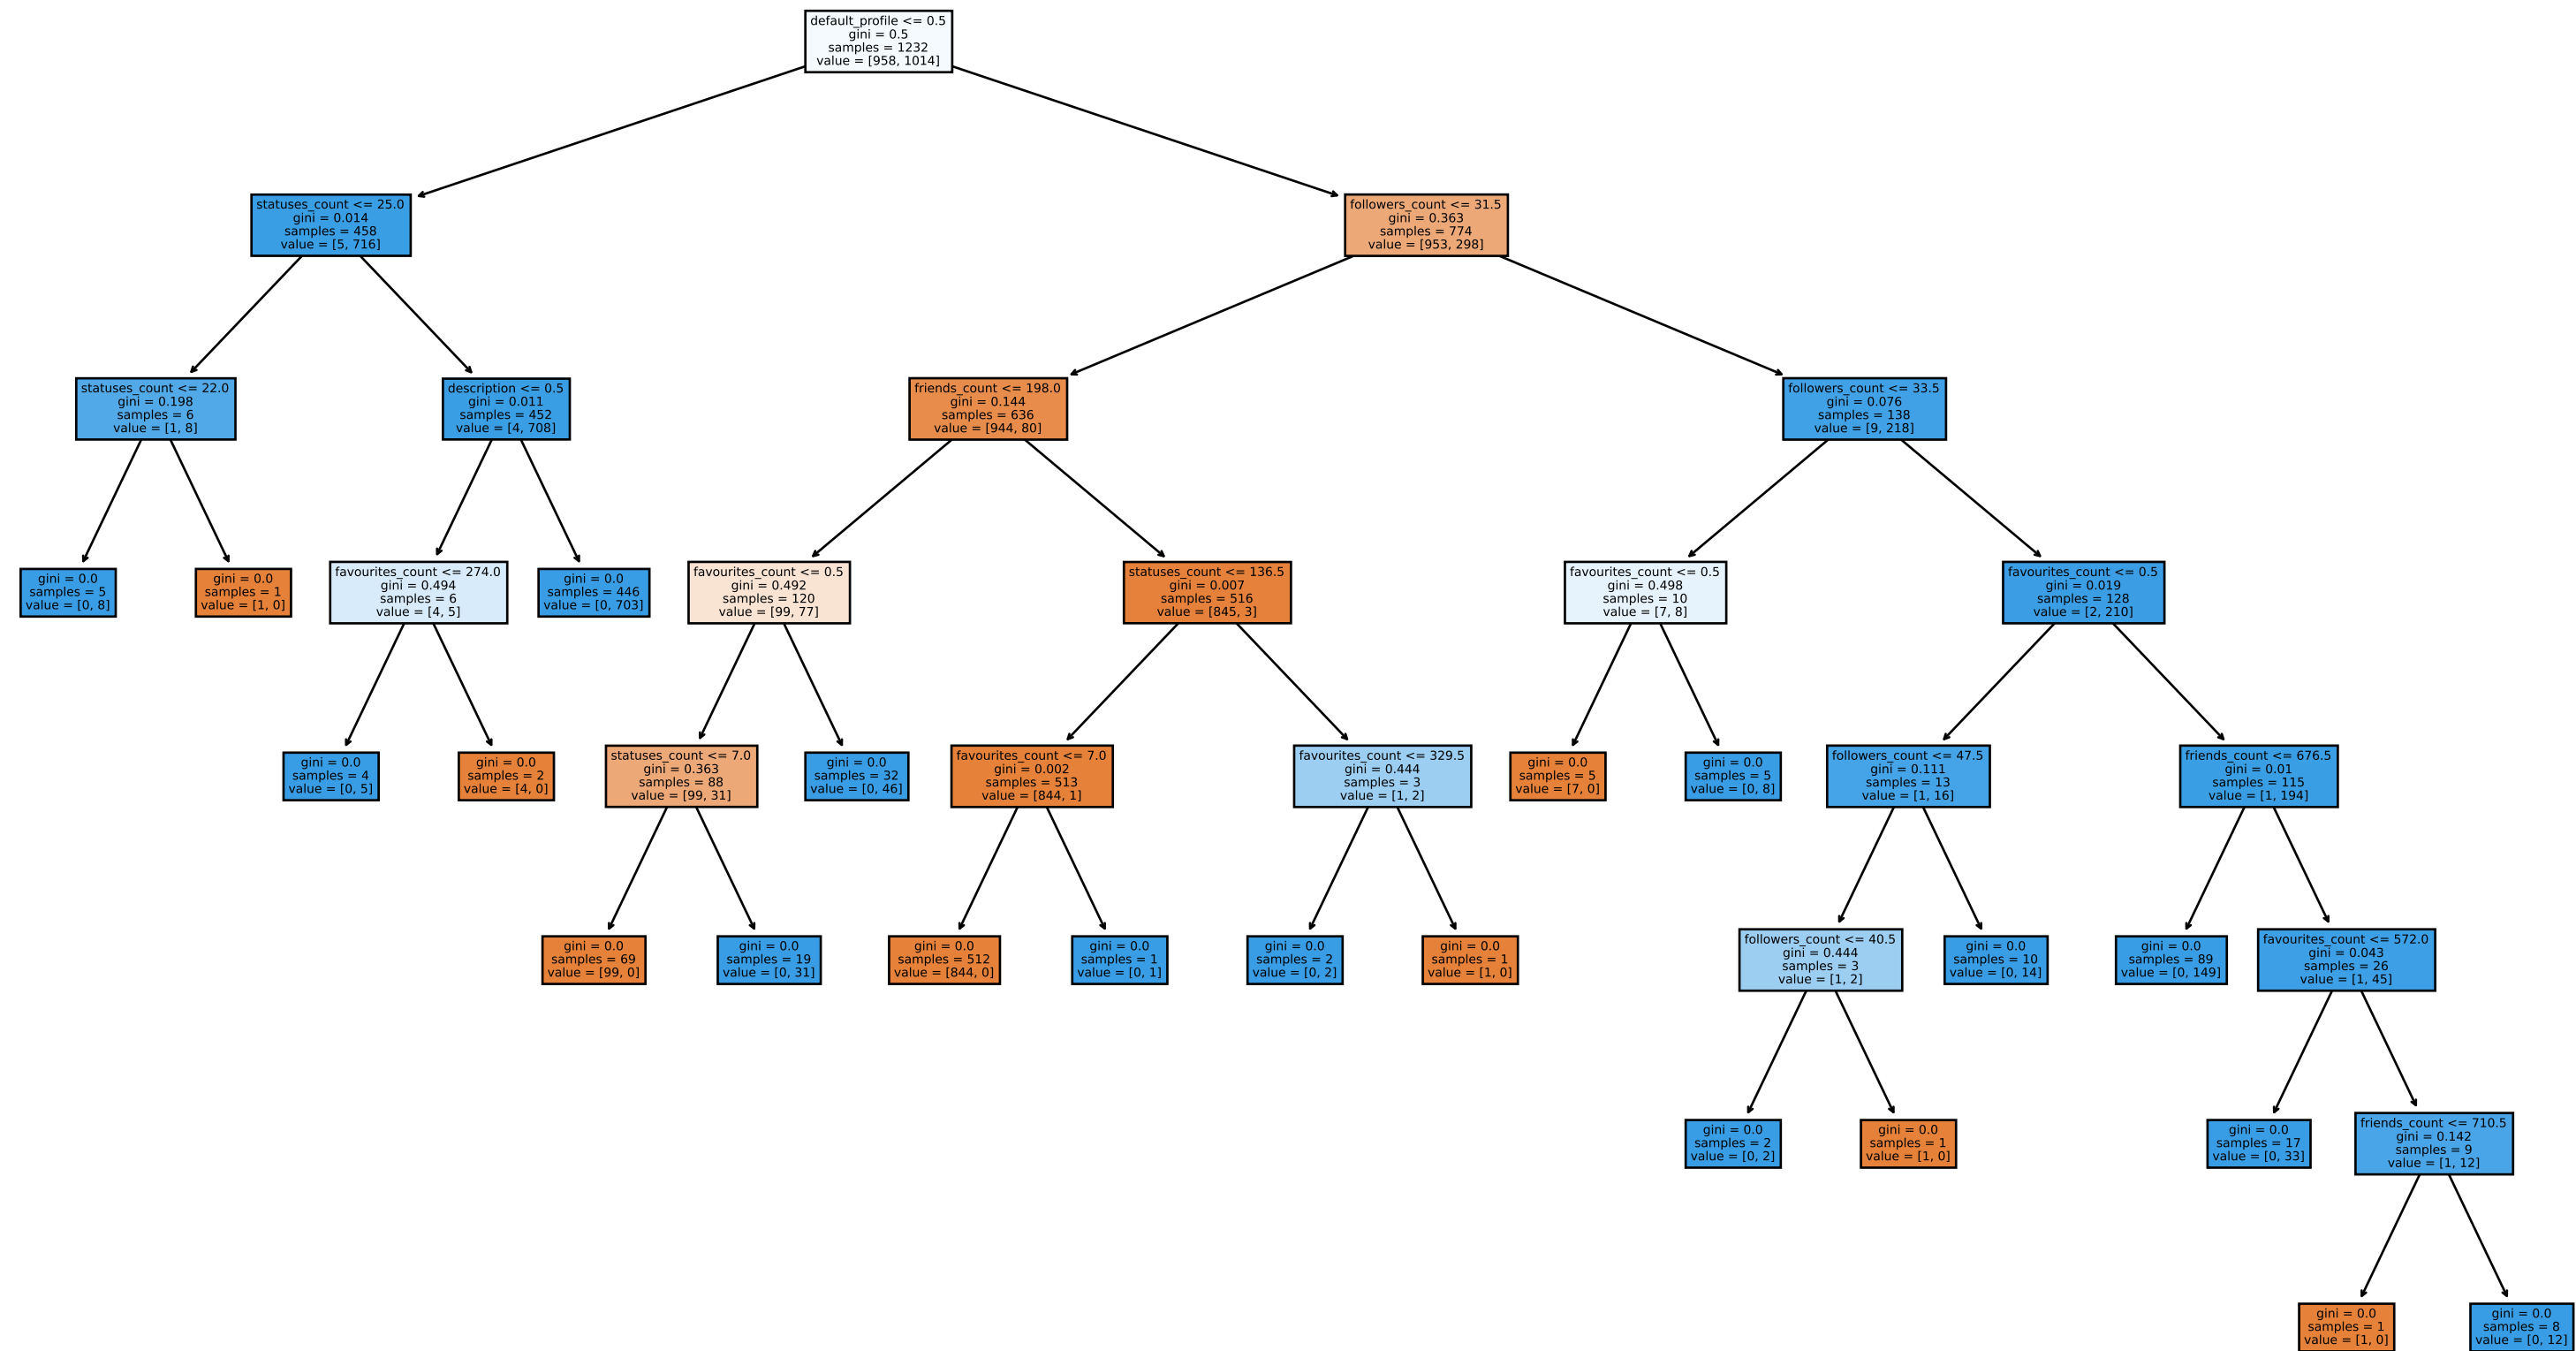 default_profile <= 0.5
gini = 0.5
samples = 1232
value = [958, 1014]
statuses_count <= 25.0
gini = 0.014
samples = 458
value = [5, 716]
followers_count <= 31.5
gini = 0.363
samples = 774
value = [953, 298]
statuses_count <= 22.0
gini = 0.198
samples = 6
value = [1, 8]
description <= 0.5
gini = 0.011
samples = 452
value = [4, 708]
friends_count <= 198.0
gini = 0.144
samples = 636
value = [944, 80]
followers_count <= 33.5
gini = 0.076
samples = 138
value = [9, 218]
gini = 0.0
samples = 5
value = [0, 8]
gini = 0.0
samples = 1
value = [1, 0]
favourites_count <= 274.0
gini = 0.494
samples = 6
value = [4, 5]
gini = 0.0
samples = 446
value = [0, 703]
favourites_count <= 0.5
gini = 0.492
samples = 120
value = [99, 77]
statuses_count <= 136.5
gini = 0.007
samples = 516
value = [845, 3]
favourites_count <= 0.5
gini = 0.498
samples = 10
value = [7, 8]
favourites_count <= 0.5
gini = 0.019
samples = 128
value = [2, 210]
gini = 0.0
samples = 4
value = [0, 5]
gini = 0.0
samples = 2
value = [4, 0]
statuses_count <= 7.0
gini = 0.363
samples = 88
value = [99, 31]
gini = 0.0
samples = 32
value = [0, 46]
favourites_count <= 7.0
gini = 0.002
samples = 513
value = [844, 1]
favourites_count <= 329.5
gini = 0.444
samples = 3
value = [1, 2]
gini = 0.0
samples = 5
value = [7, 0]
gini = 0.0
samples = 5
value = [0, 8]
followers_count <= 47.5
gini = 0.111
samples = 13
value = [1, 16]
friends_count <= 676.5
gini = 0.01
samples = 115
value = [1, 194]
gini = 0.0
samples = 69
value = [99, 0]
gini = 0.0
samples = 19
value = [0, 31]
gini = 0.0
samples = 512
value = [844, 0]
gini = 0.0
samples = 1
value = [0, 1]
gini = 0.0
samples = 2
value = [0, 2]
gini = 0.0
samples = 1
value = [1, 0]
followers_count <= 40.5
gini = 0.444
samples = 3
value = [1, 2]
gini = 0.0
samples = 10
value = [0, 14]
gini = 0.0
samples = 89
value = [0, 149]
favourites_count <= 572.0
gini = 0.043
samples = 26
value = [1, 45]
gini = 0.0
samples = 2
value = [0, 2]
gini = 0.0
samples = 1
value = [1, 0]
gini = 0.0
samples = 17
value = [0, 33]
friends_count <= 710.5
gini = 0.142
samples = 9
value = [1, 12]
gini = 0.0
samples = 1
value = [1, 0]
gini = 0.0
samples = 8
value = [0, 12]